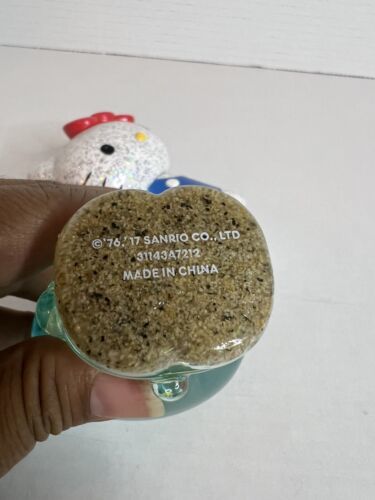 © '76, '17 SANRIO CO., LTD
31143A7212
MADE IN CHINA